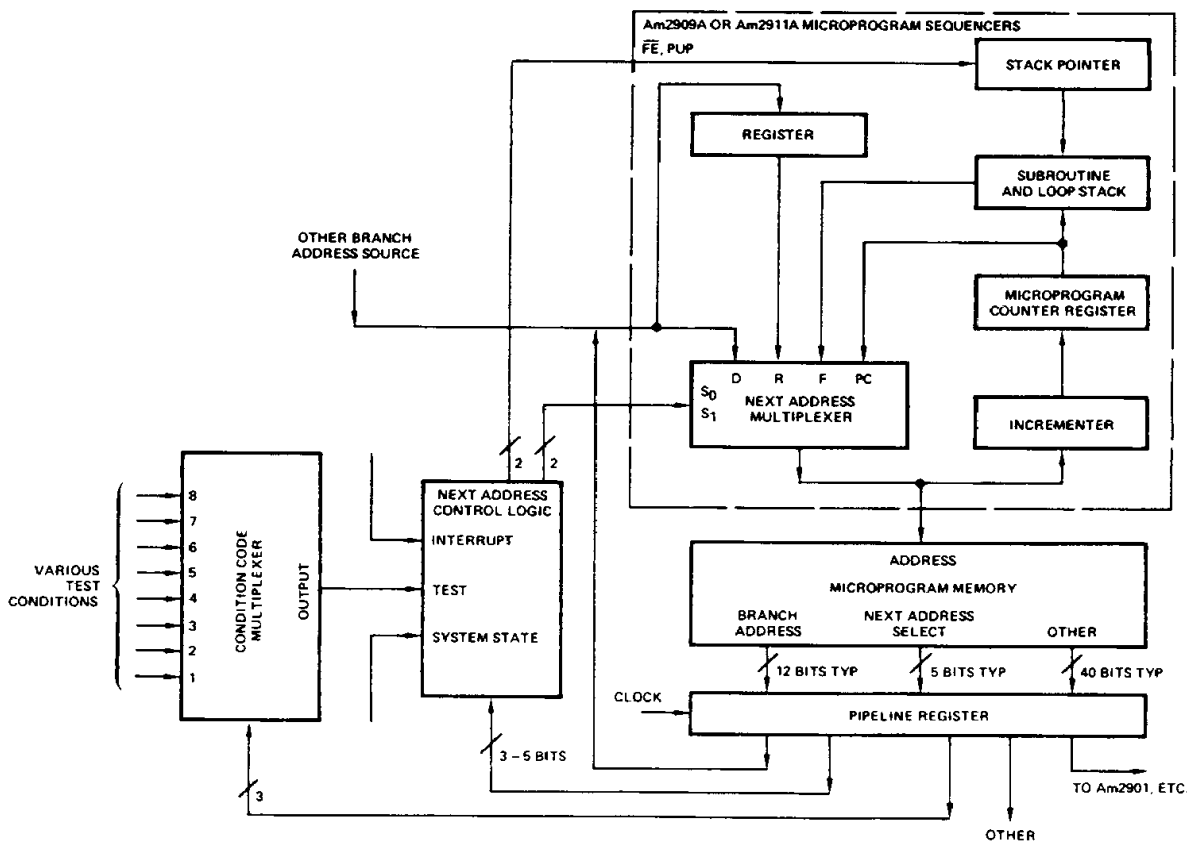 Am2909A OR Am2911A MICROPROGRAM SEQUENCERS
FE, PUP
STACK POINTER
REGISTER
SUBROUTINE
AND LOOP STACK
OTHER BRANCH
ADDRESS SOURCE
MICROPROGRAM
COUNTER REGISTER
D R F PC
S0
S1
NEXT ADDRESS
MULTIPLEXER
INCREMENTER
2
2
VARIOUS
TEST
CONDITIONS
8
7
6
5
4
3
2
1
CONDITION CODE
MULTIPLEXER
OUTPUT
NEXT ADDRESS
CONTROL LOGIC
INTERRUPT
TEST
SYSTEM STATE
ADDRESS
MICROPROGRAM MEMORY
BRANCH
ADDRESS
NEXT ADDRESS
SELECT
OTHER
12 BITS TYP
5 BITS TYP
40 BITS TYP
CLOCK
PIPELINE REGISTER
3 – 5 BITS
3
TO Am2901, ETC.
OTHER